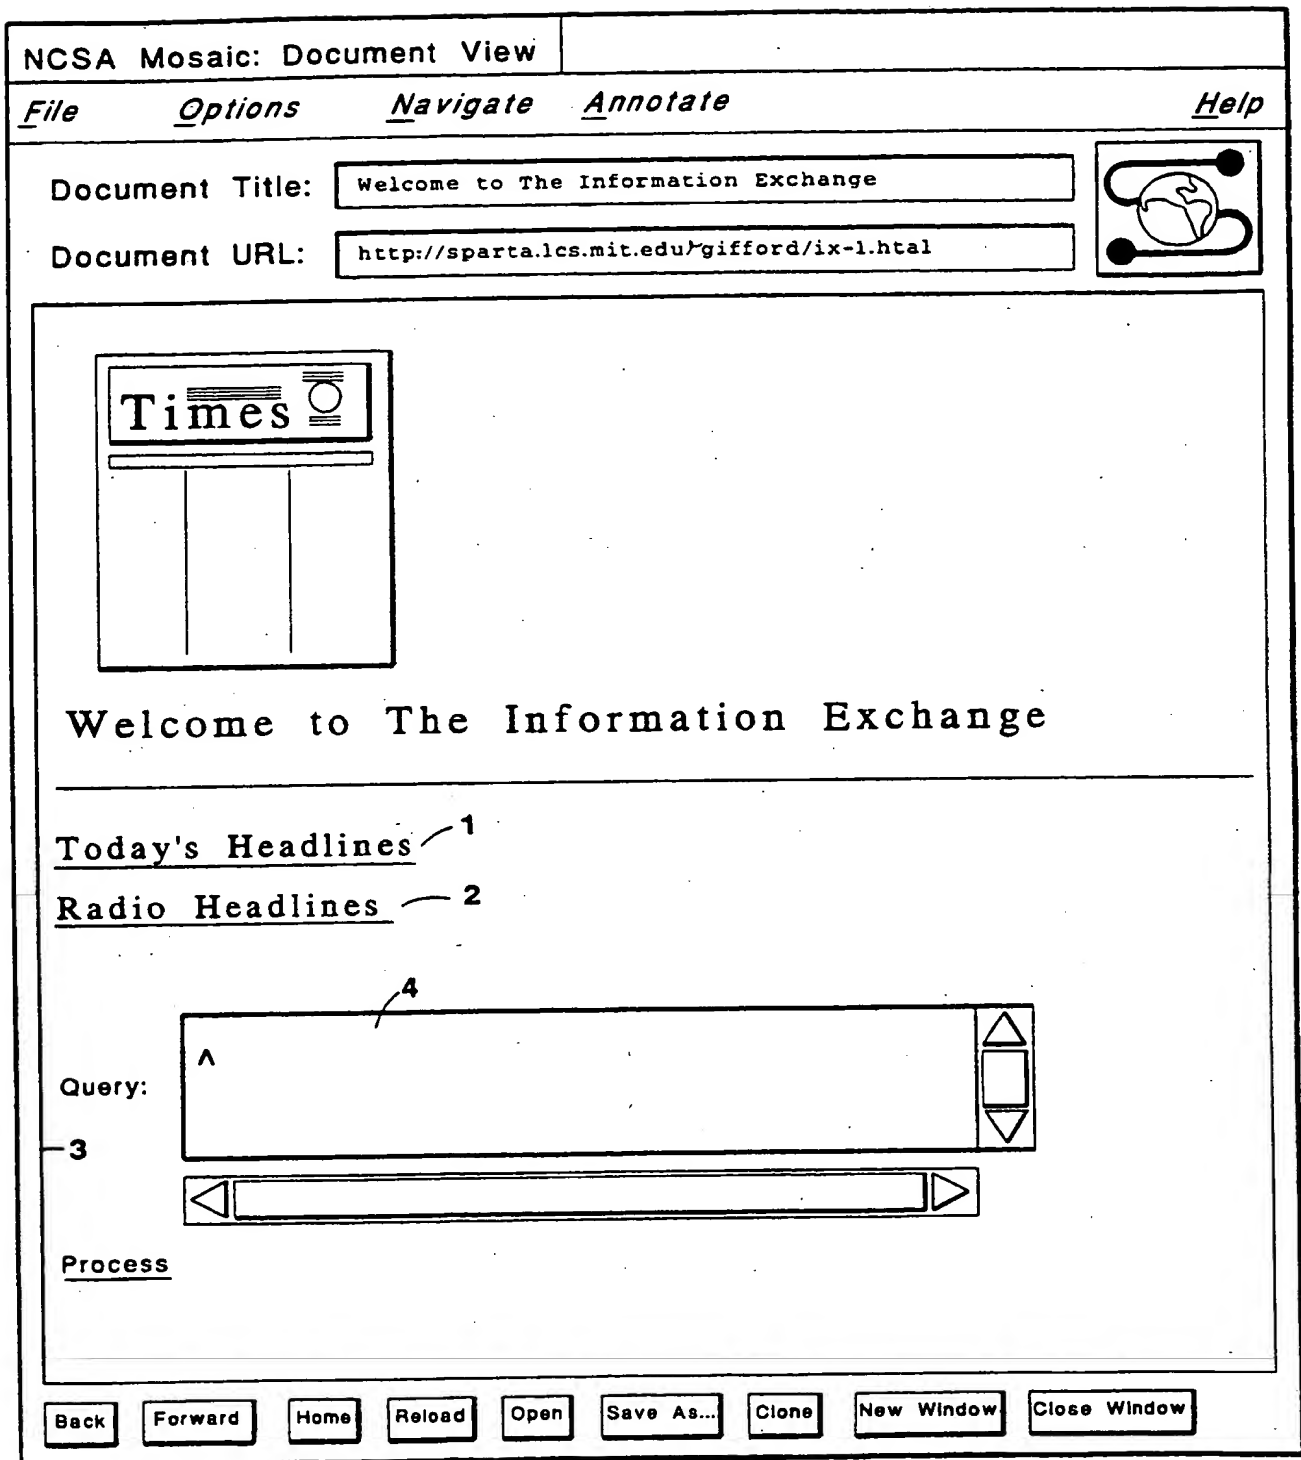 NCSA Mosaic: Document View
File Options Navigate Annotate Help
Document Title: Welcome to The Information Exchange
Document URL: http://sparta.lcs.mit.edu/~gifford/ix-1.htal
Times
Welcome to The Information Exchange
Today's Headlines 1
Radio Headlines 2
4
^
Query:
3
Process
Back Forward Home Reload Open Save As... Clone New Window Close Window